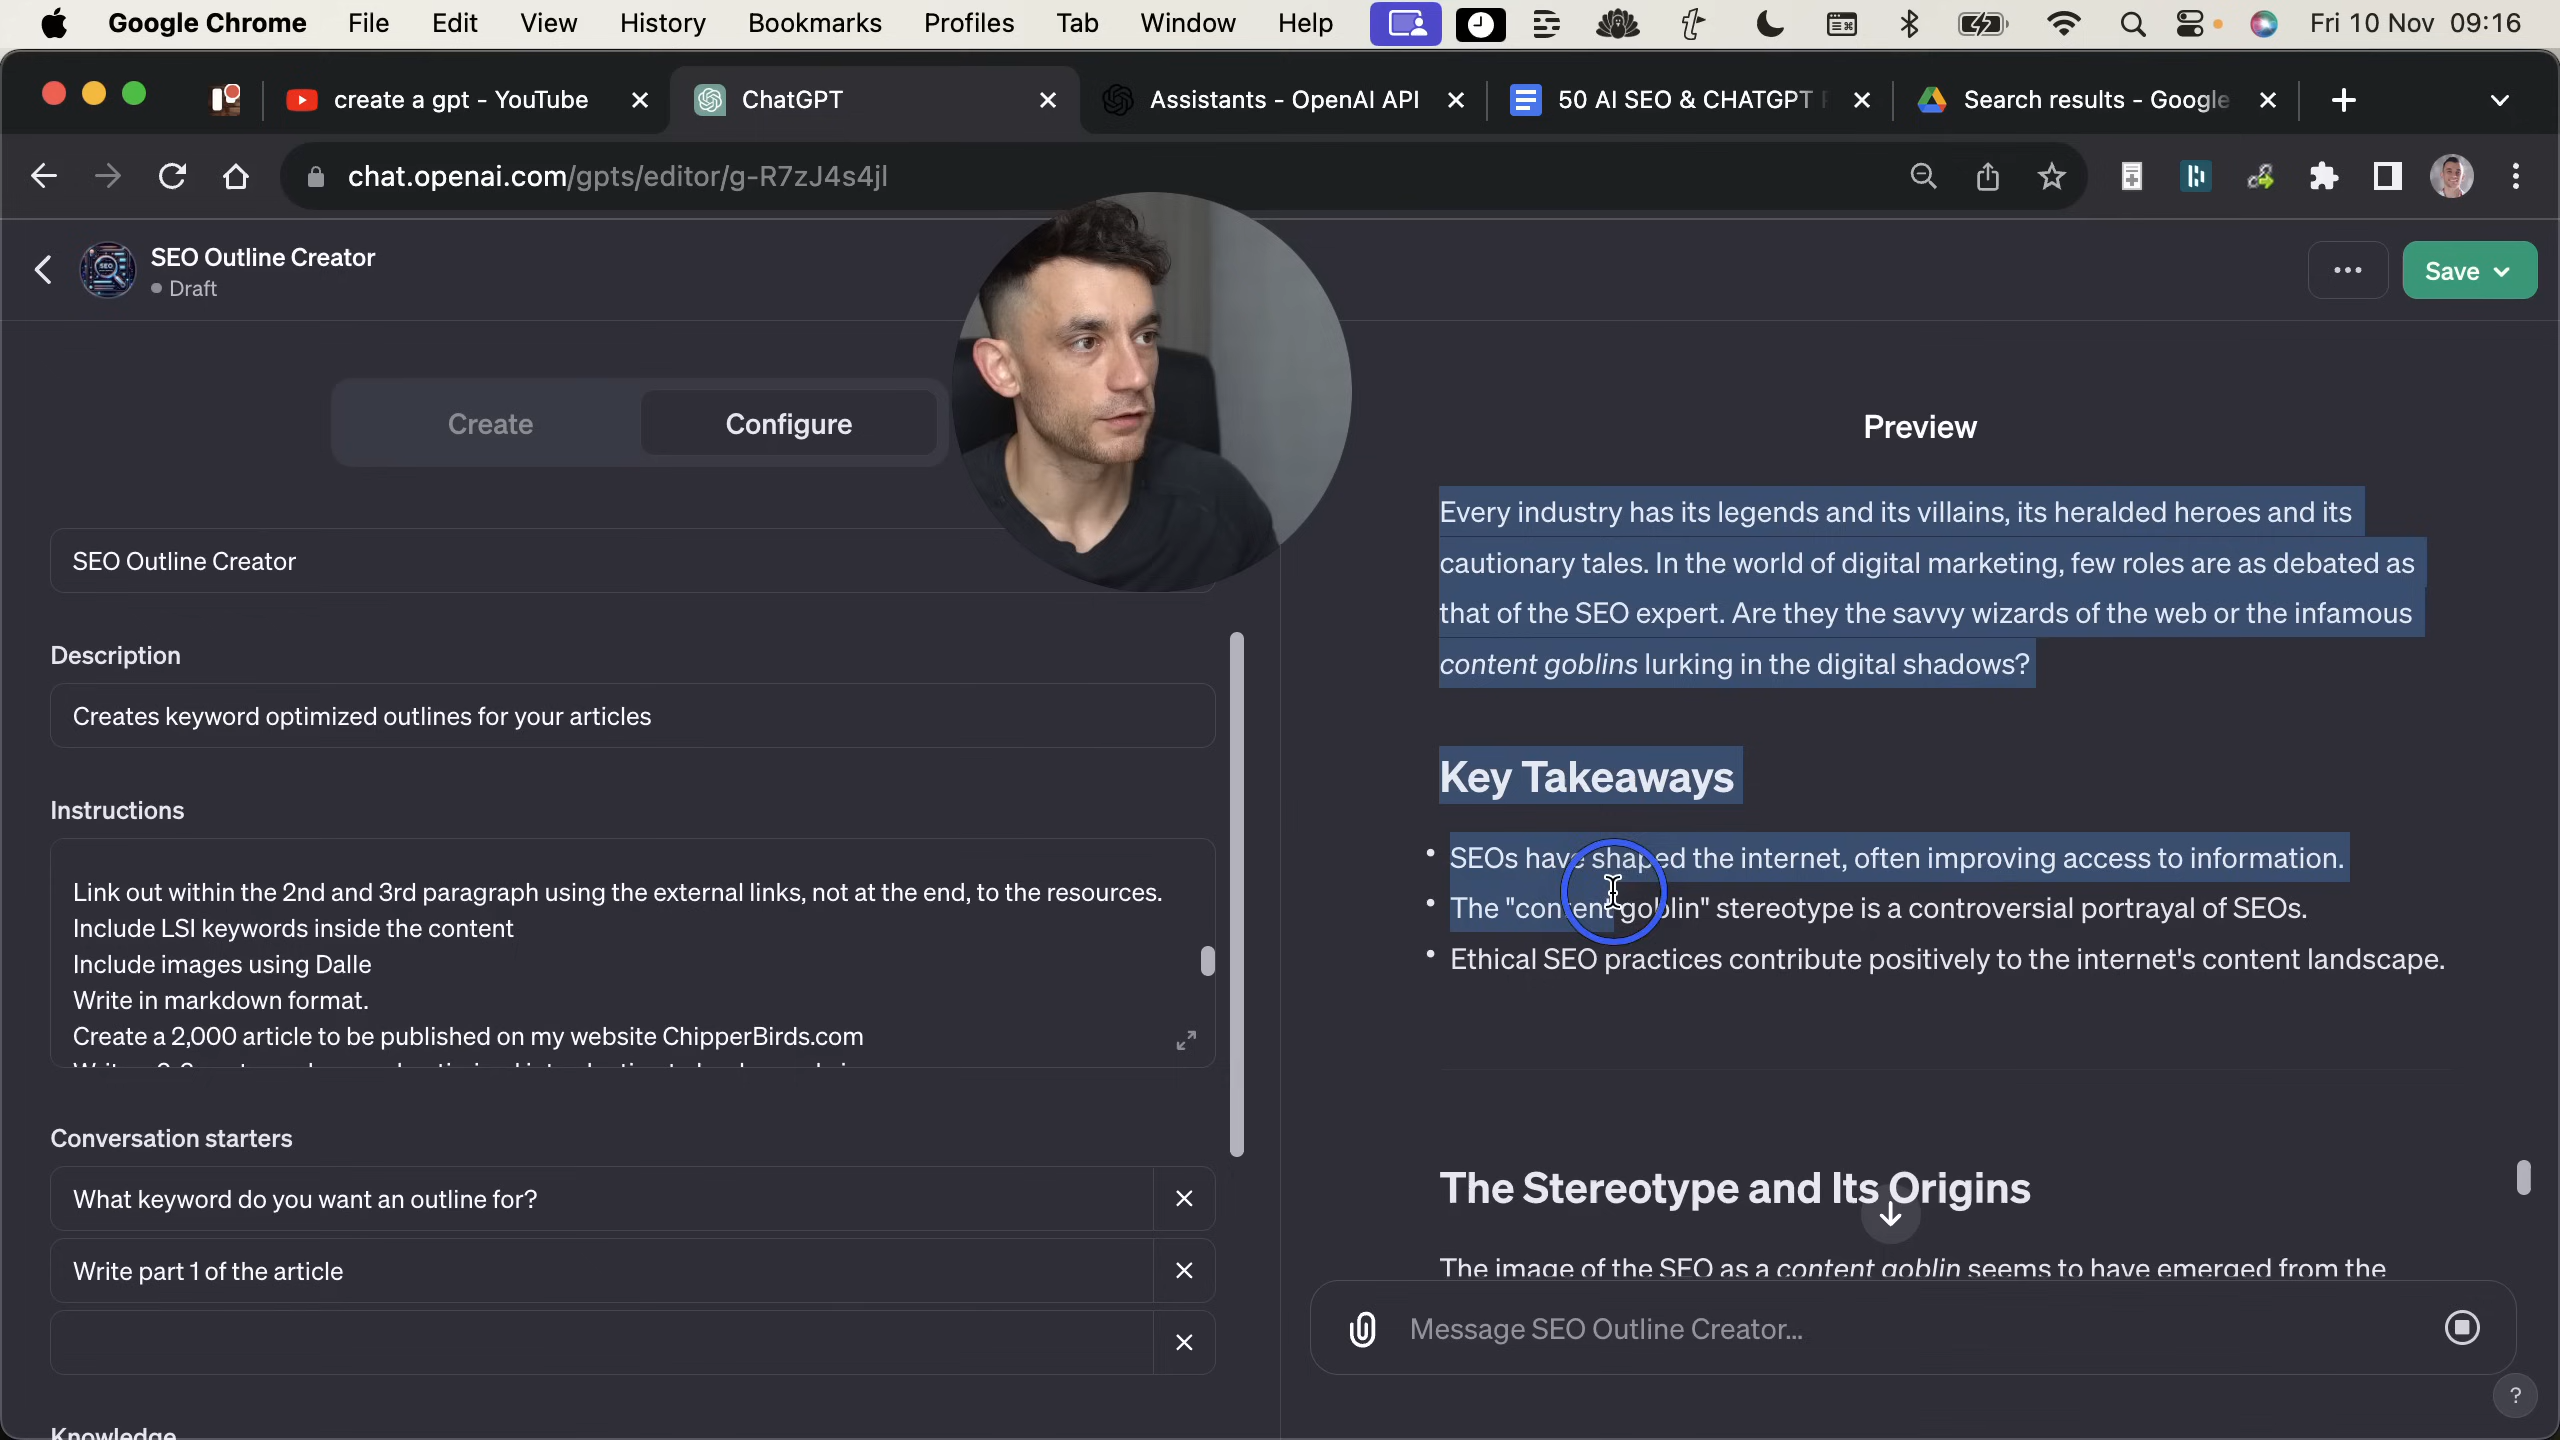 Google Chrome File Edit View History Bookmarks Profiles Tab Window Help Fri 10 Nov 09:16
create a gpt - YouTube ChatGPT Assistants - OpenAI API 50 AI SEO & CHATGPT Search results - Google
chat.openai.com/gpts/editor/g-R7zJ4s4jl
SEO Outline Creator
Draft
Save
Create Configure
SEO Outline Creator
Description
Creates keyword optimized outlines for your articles
Instructions
Link out within the 2nd and 3rd paragraph using the external links, not at the end, to the resources.
Include LSI keywords inside the content
Include images using Dalle
Write in markdown format.
Create a 2,000 article to be published on my website ChipperBirds.com
Conversation starters
What keyword do you want an outline for?
Write part 1 of the article
Knowledge
Preview
Every industry has its legends and its villains, its heralded heroes and its
cautionary tales. In the world of digital marketing, few roles are as debated as
that of the SEO expert. Are they the savvy wizards of the web or the infamous
content goblins lurking in the digital shadows?
Key Takeaways
• SEOs have shaped the internet, often improving access to information.
• The "content goblin" stereotype is a controversial portrayal of SEOs.
• Ethical SEO practices contribute positively to the internet's content landscape.
The Stereotype and Its Origins
The image of the SEO as a content goblin seems to have emerged from the
Message SEO Outline Creator...
?